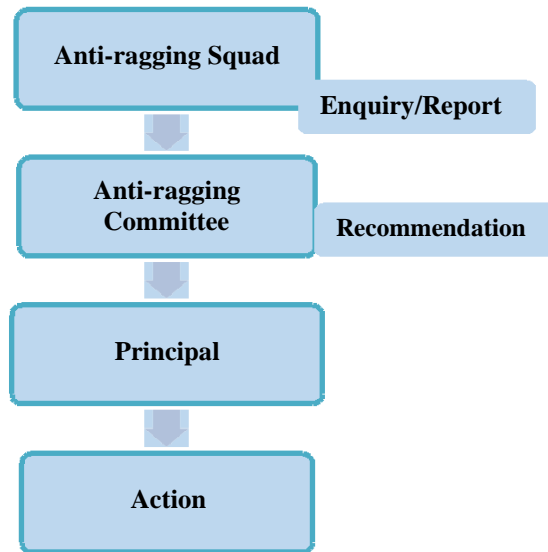 Anti-ragging Squad
Enquiry/Report
Anti-ragging
Committee
Recommendation
Principal
Action